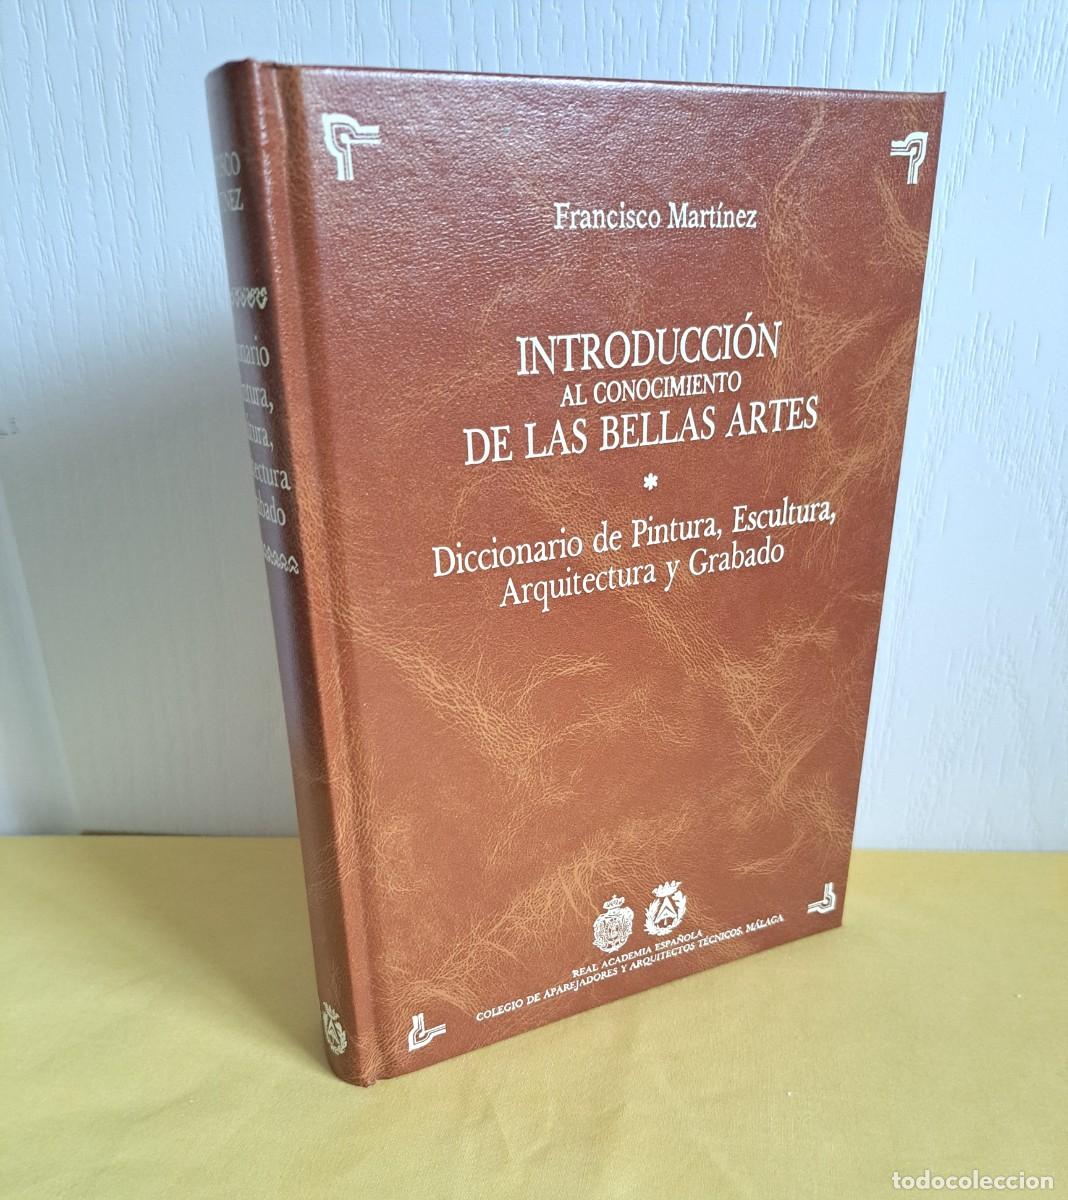 Francisco Martínez
INTRODUCCIÓN
AL CONOCIMIENTO
DE LAS BELLAS ARTES
*
Diccionario de Pintura, Escultura,
Arquitectura y Grabado
REAL ACADEMIA ESPAÑOLA
COLEGIO DE APAREJADORES Y ARQUITECTOS TÉCNICOS. MÁLAGA
todocoleccion